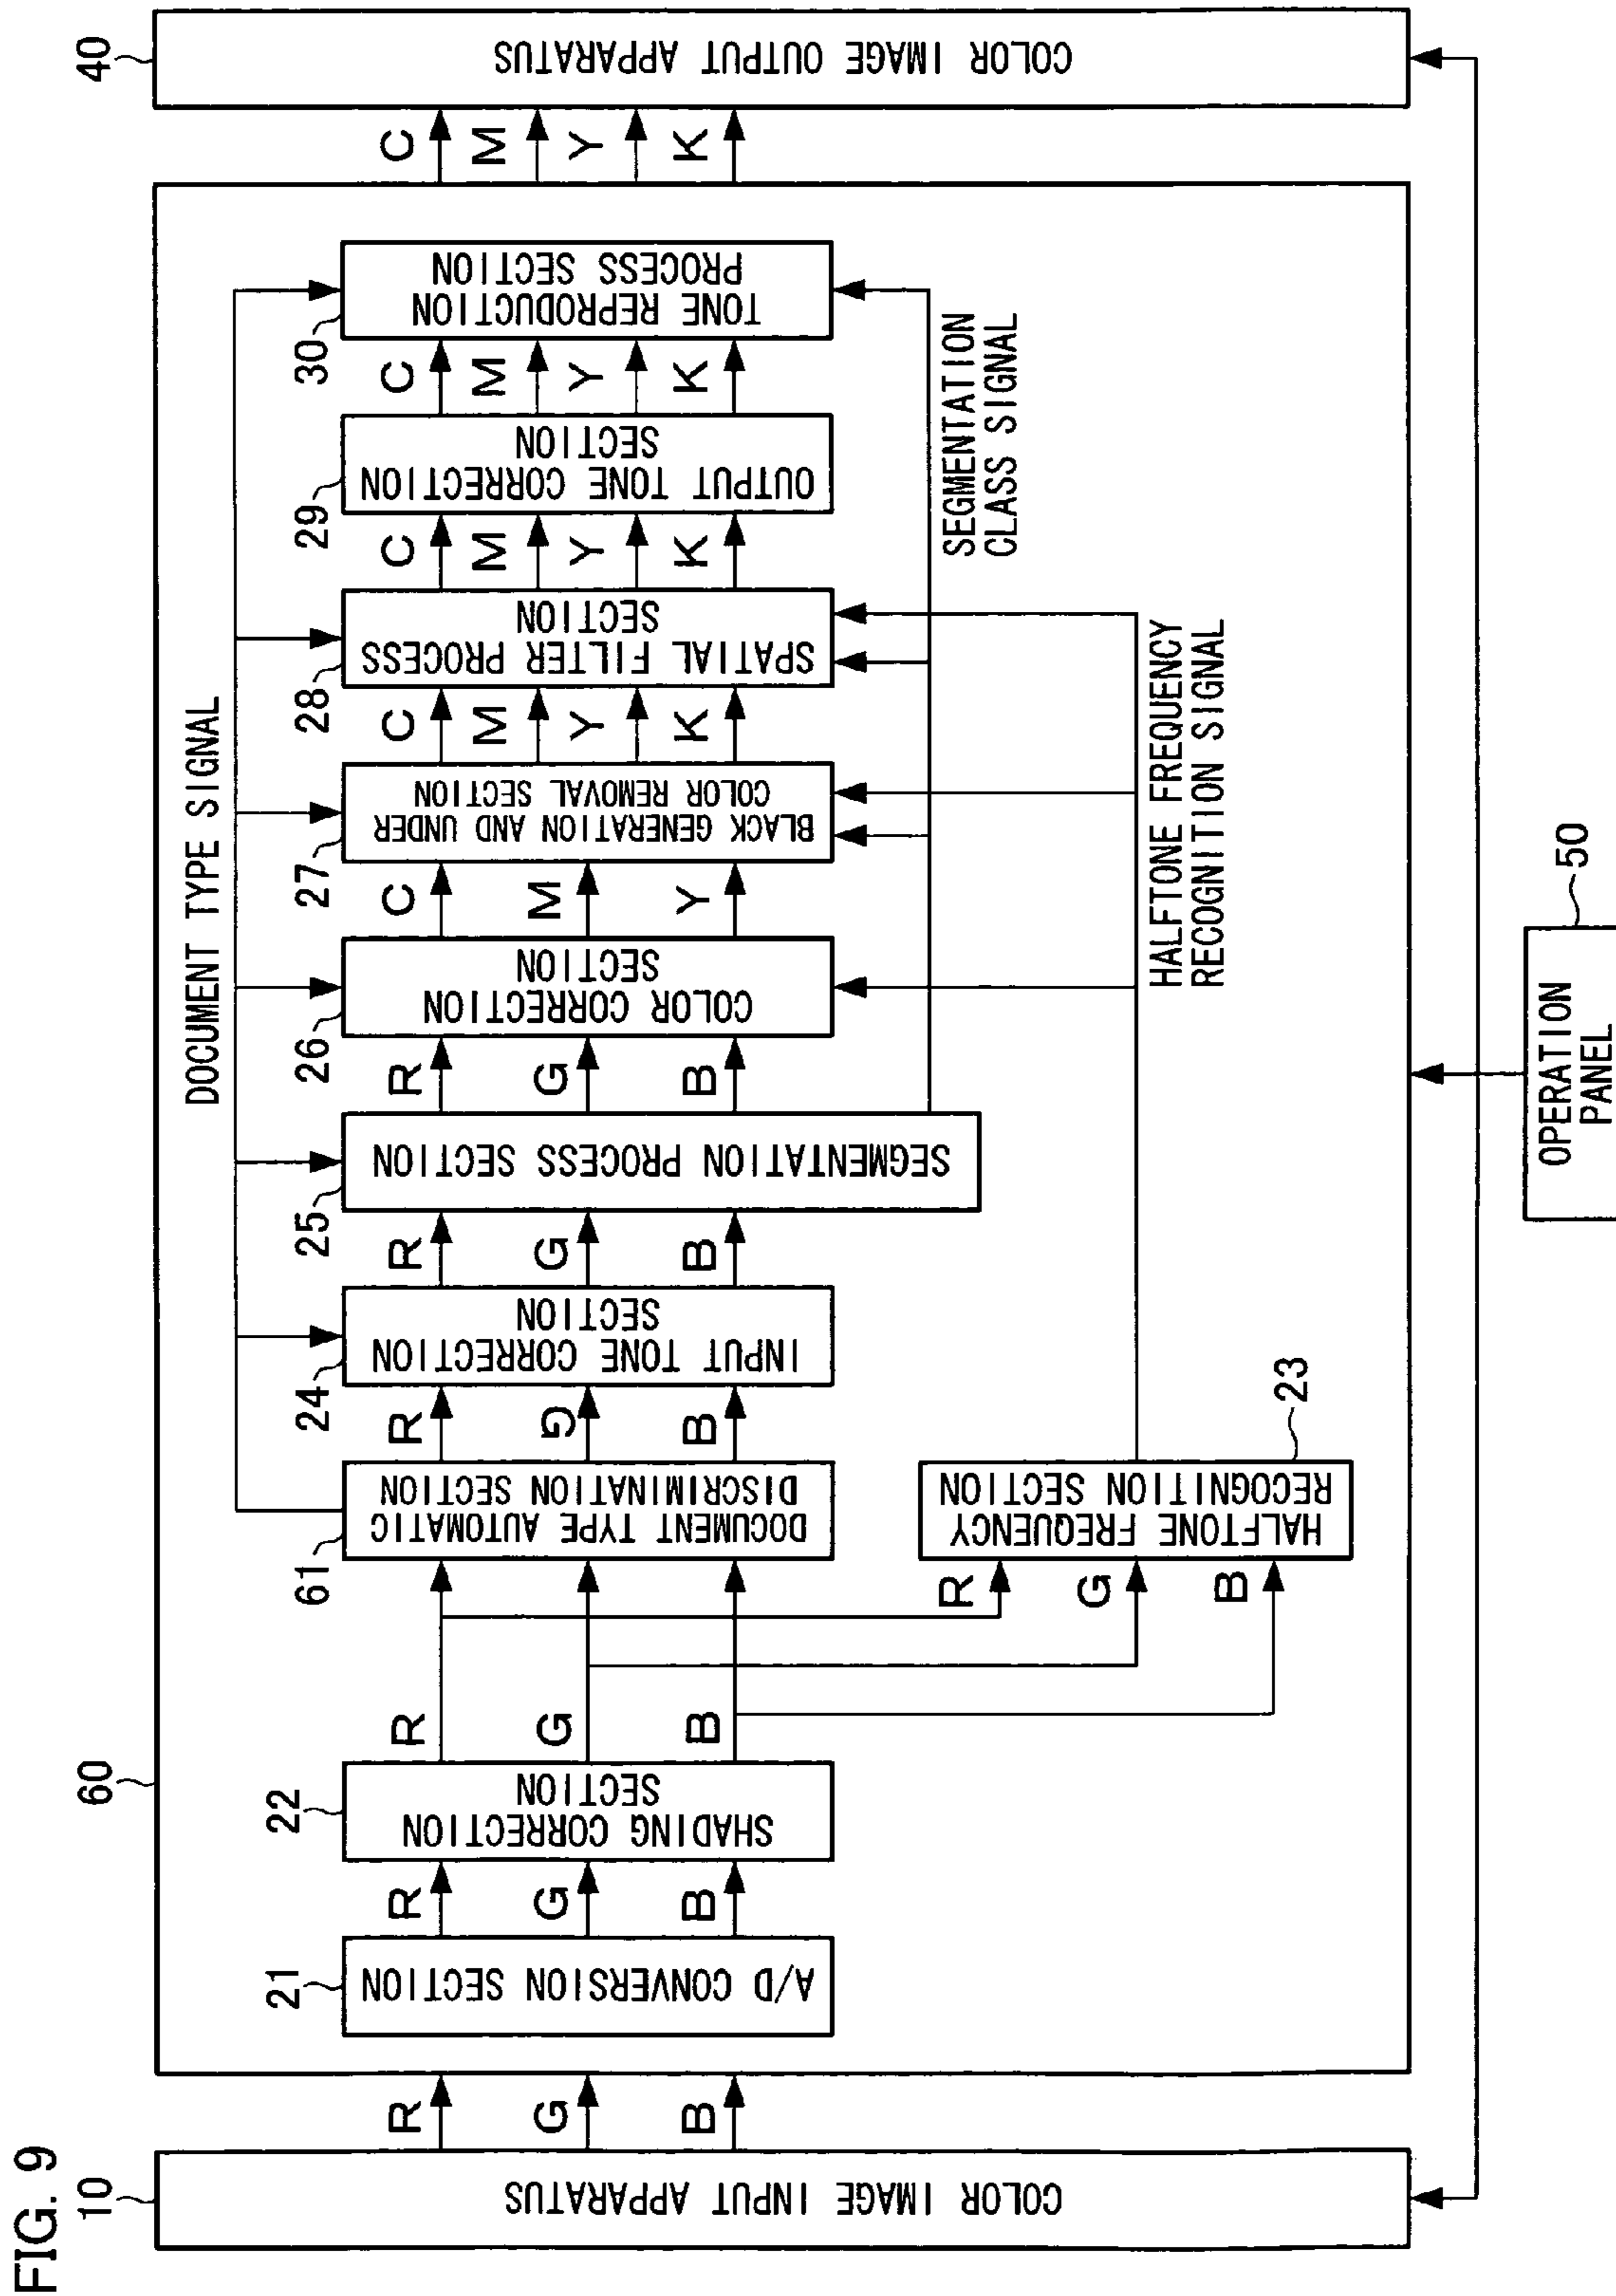 FIG. 9
10
COLOR IMAGE INPUT APPARATUS
R
G
B
60
21
A/D CONVERSION SECTION
R
G
B
22
SHADING CORRECTION
SECTION
R
G
B
61
DOCUMENT TYPE AUTOMATIC
DISCRIMINATION SECTION
R
G
B
R
G
B
23
HALFTONE FREQUENCY
RECOGNITION SECTION
24
INPUT TONE CORRECTION
SECTION
R
G
B
25
SEGMENTATION PROCESS SECTION
R
G
B
DOCUMENT TYPE SIGNAL
26
COLOR CORRECTION
SECTION
C
M
Y
27
BLACK GENERATION AND UNDER
COLOR REMOVAL SECTION
C
M
Y
K
HALFTONE FREQUENCY
RECOGNITION SIGNAL
28
SPATIAL FILTER PROCESS
SECTION
C
M
Y
K
29
OUTPUT TONE CORRECTION
SECTION
C
M
Y
K
SEGMENTATION
CLASS SIGNAL
30
TONE REPRODUCTION
PROCESS SECTION
C
M
Y
K
40
COLOR IMAGE OUTPUT APPARATUS
50
OPERATION
PANEL